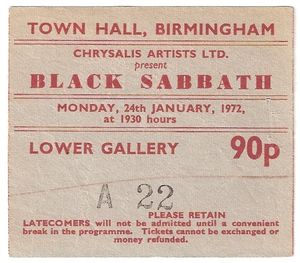 TOWN HALL, BIRMINGHAM
CHRYSALIS ARTISTS LTD.
present
BLACK SABBATH
MONDAY, 24th JANUARY, 1972,
at 1930 hours
LOWER GALLERY 90p
A 22
PLEASE RETAIN
LATECOMERS will not be admitted until a convenient
break in the programme. Tickets cannot be exchanged or
money refunded.